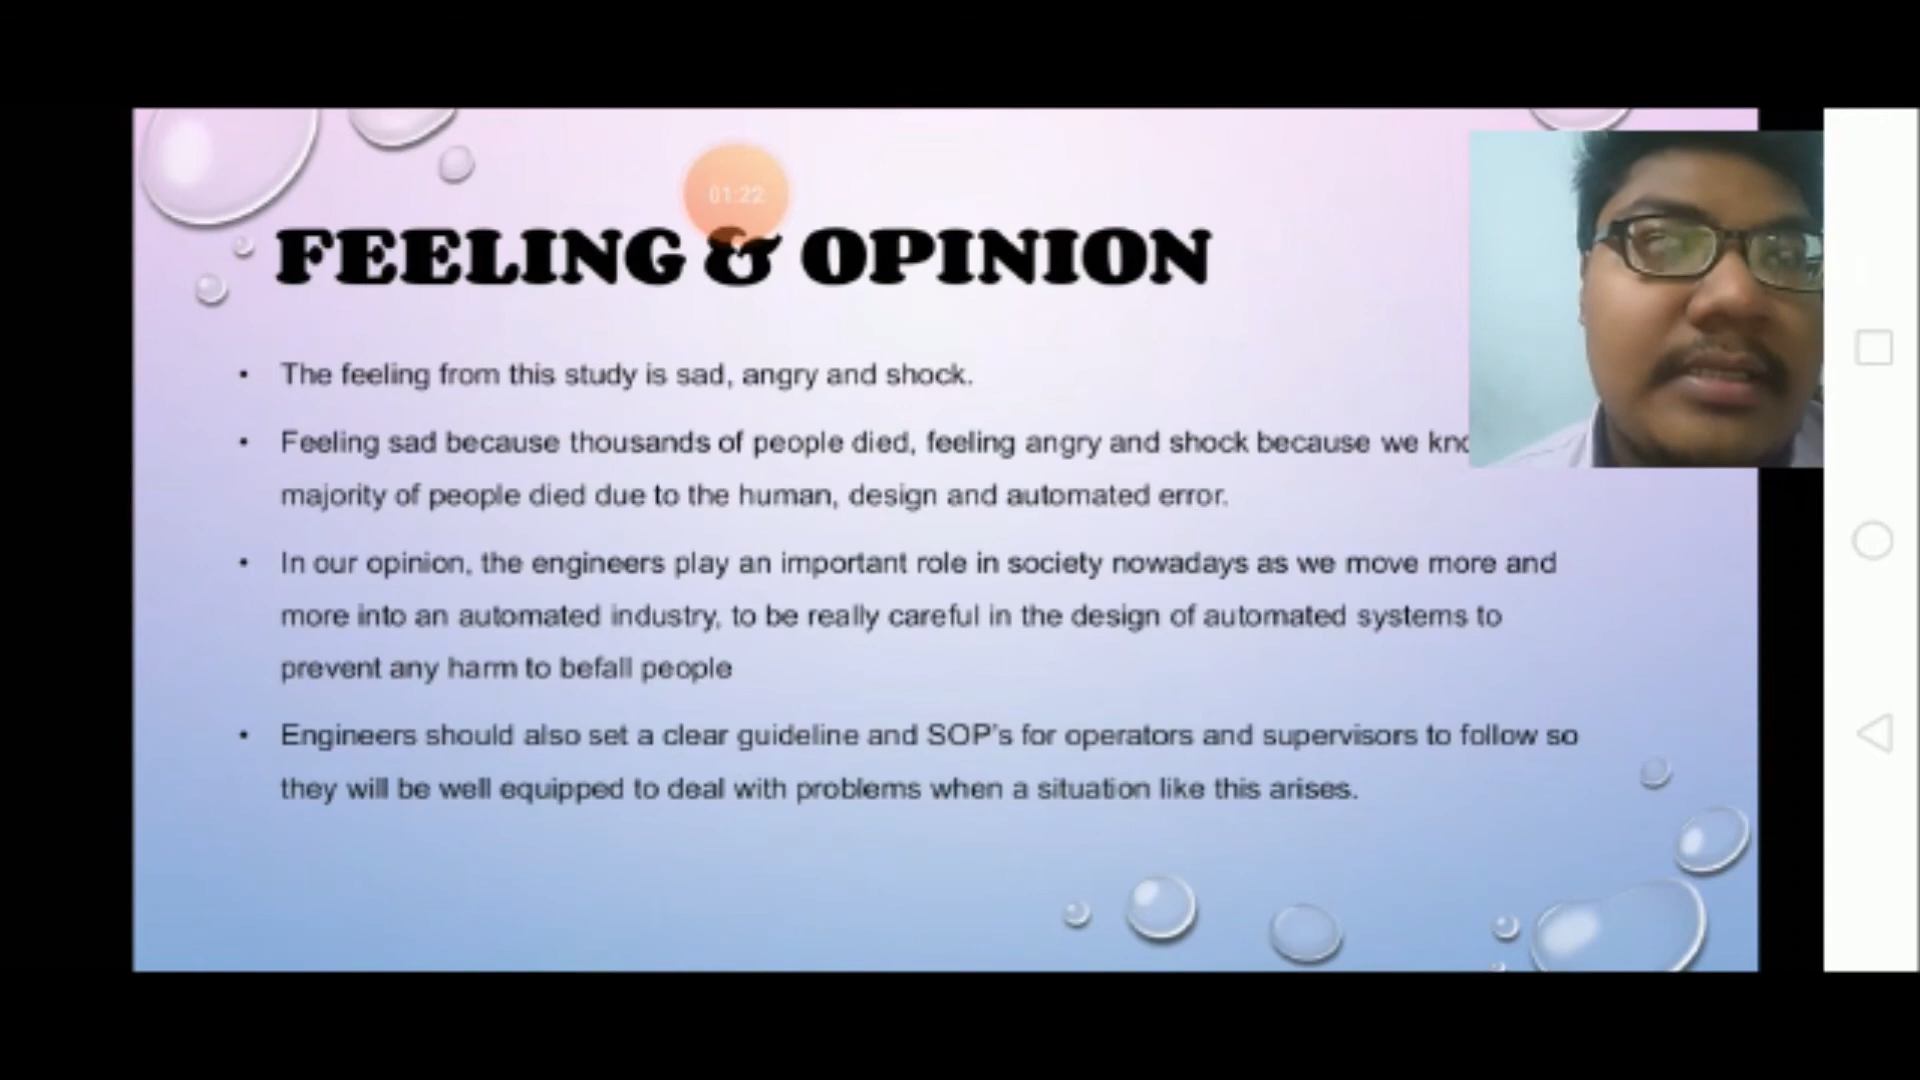 01:22
FEELING & OPINION
• The feeling from this study is sad, angry and shock.
• Feeling sad because thousands of people died, feeling angry and shock because we
majority of people died due to the human, design and automated error.
• In our opinion, the engineers play an important role in society nowadays as we move more and
more into an automated industry, to be really careful in the design of automated systems to
prevent any harm to befall people
• Engineers should also set a clear guideline and SOP's for operators and supervisors to follow so
they will be well equipped to deal with problems when a situation like this arises.